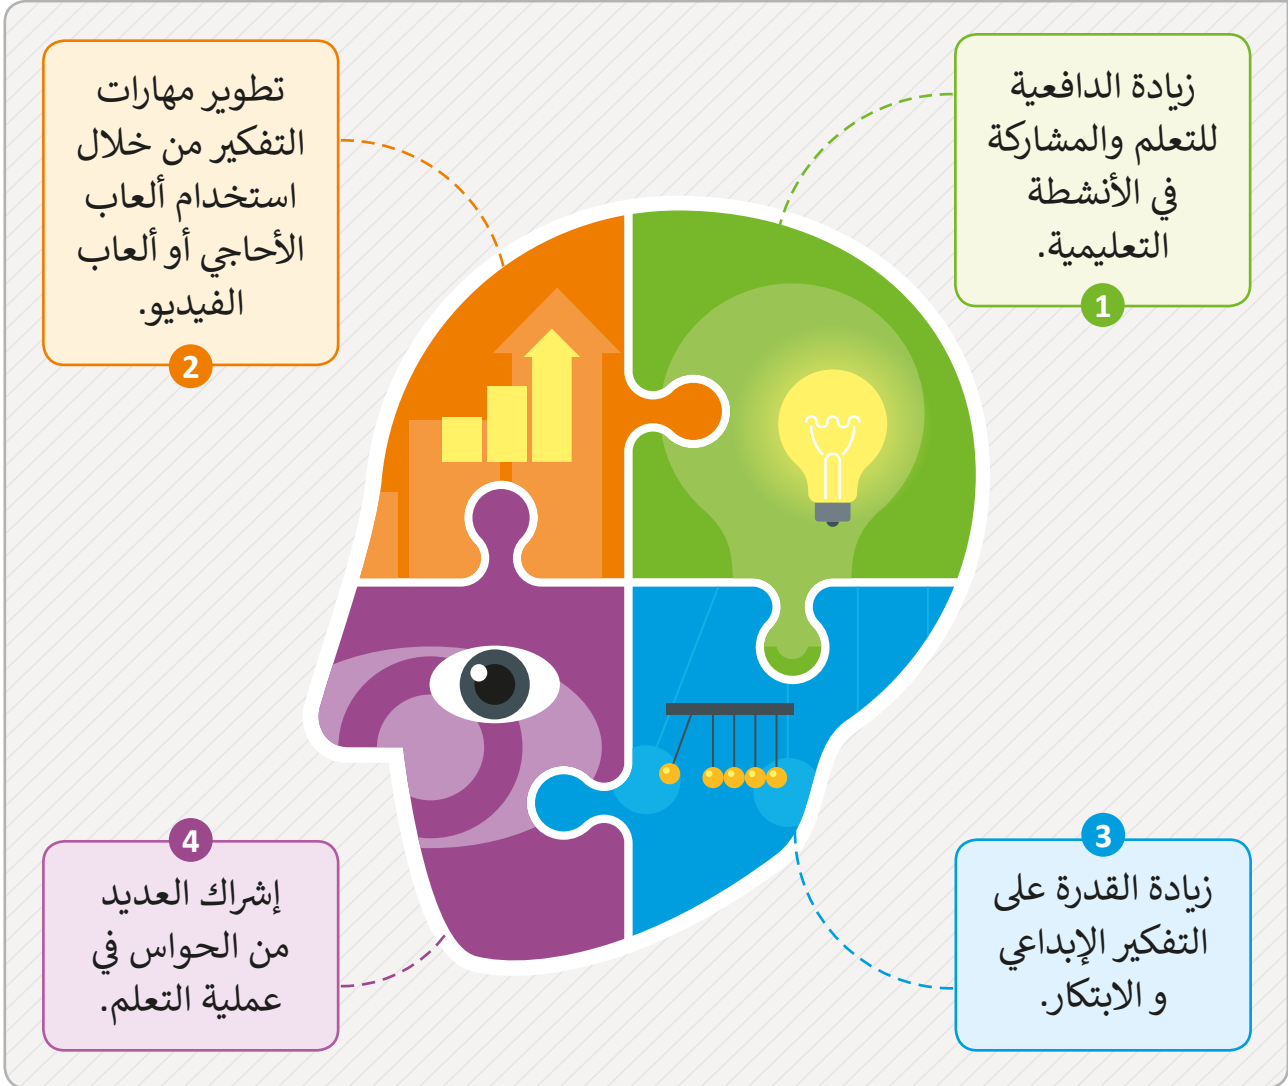 زيادة الدافعية
للتعلم والمشاركة
في الأنشطة
التعليمية.
1
تطوير مهارات
التفكير من خلال
استخدام ألعاب
الأحاجي أو ألعاب
الفيديو.
2
3
زيادة القدرة على
التفكير الإبداعي
و الابتكار.
4
إشراك العديد
من الحواس في
عملية التعلم.